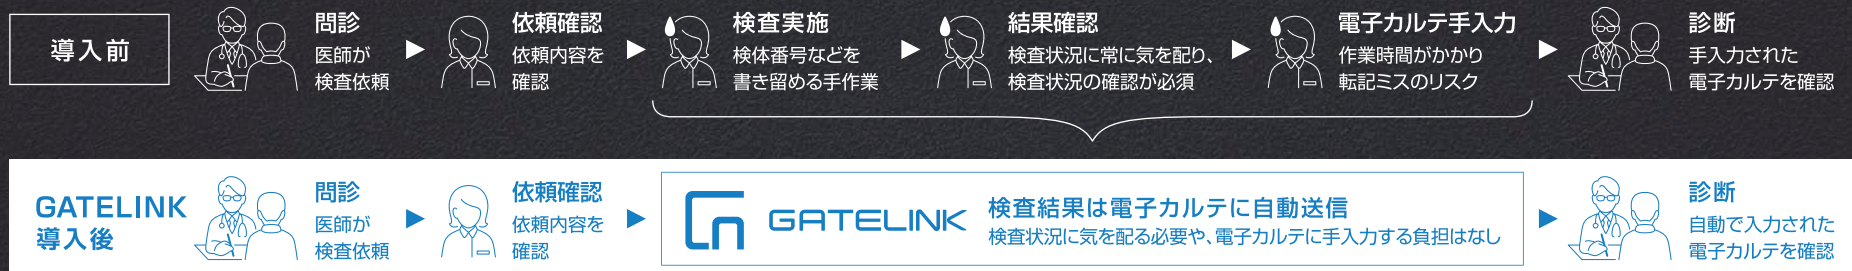 導入前
問診
医師が
検査依頼
依頼確認
依頼内容を
確認
検査実施
検体番号などを
書き留める手作業
結果確認
検査状況に常に気を配り、
検査状況の確認が必須
電子カルテ手入力
作業時間がかかり
転記ミスのリスク
診断
手入力された
電子カルテを確認
GATELINK
導入後
問診
医師が
検査依頼
依頼確認
依頼内容を
確認
GATELINK
検査結果は電子カルテに自動送信
検査状況に気を配る必要や、電子カルテに手入力する負担はなし
診断
自動で入力された
電子カルテを確認